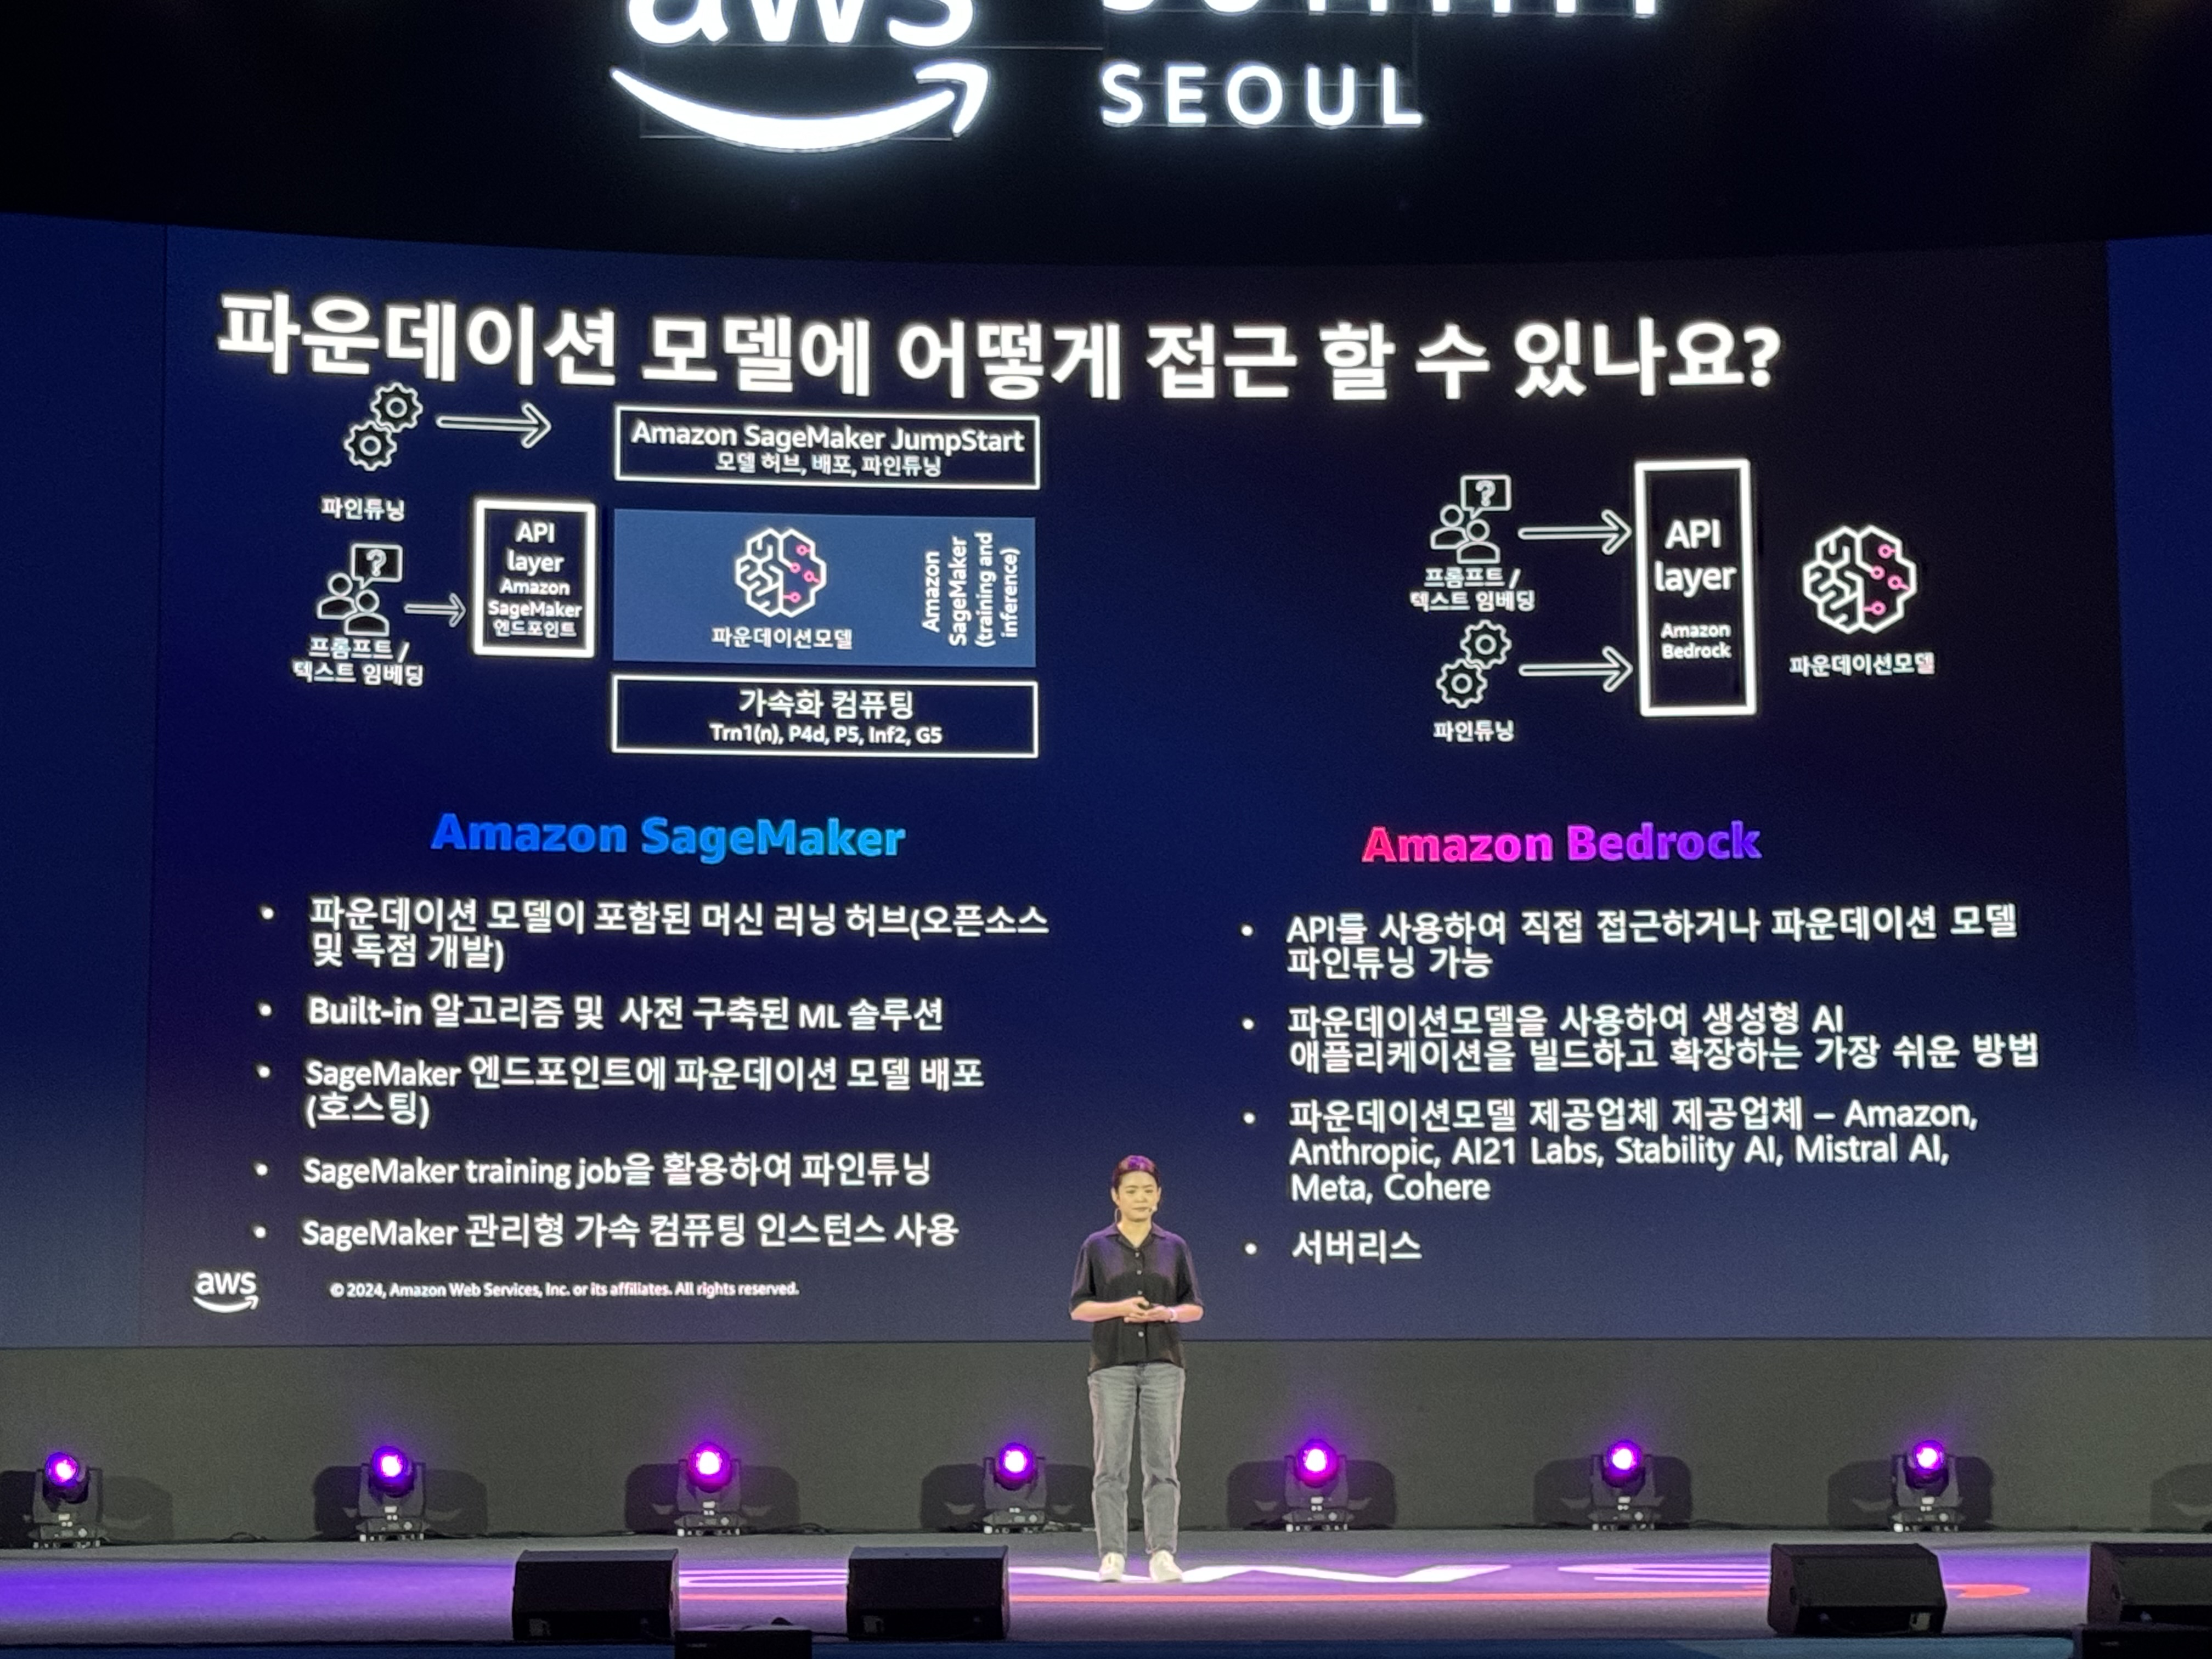 aws
SEOUL
파운데이션 모델에 어떻게 접근 할 수 있나요?
Amazon SageMaker JumpStart
모델 허브, 배포, 파인튜닝
파인튜닝
API
layer
Amazon
SageMaker
엔드포인트
?
프롬프트 /
텍스트 임베딩
파운데이션모델
Amazon
SageMaker
(training and
inference)
가속화 컴퓨팅
Trn1(n), P4d, P5, Inf2, G5
?
프롬프트 /
텍스트 임베딩
파인튜닝
API
layer
Amazon
Bedrock
파운데이션모델
Amazon SageMaker
• 파운데이션 모델이 포함된 머신 러닝 허브(오픈소스
및 독점 개발)
• Built-in 알고리즘 및 사전 구축된 ML 솔루션
• SageMaker 엔드포인트에 파운데이션 모델 배포
(호스팅)
• SageMaker training job을 활용하여 파인튜닝
• SageMaker 관리형 가속 컴퓨팅 인스턴스 사용
Amazon Bedrock
• API를 사용하여 직접 접근하거나 파운데이션 모델
파인튜닝 가능
• 파운데이션모델을 사용하여 생성형 AI
애플리케이션을 빌드하고 확장하는 가장 쉬운 방법
• 파운데이션모델 제공업체 제공업체 – Amazon,
Anthropic, AI21 Labs, Stability AI, Mistral AI,
Meta, Cohere
• 서버리스
aws
© 2024, Amazon Web Services, Inc. or its affiliates. All rights reserved.